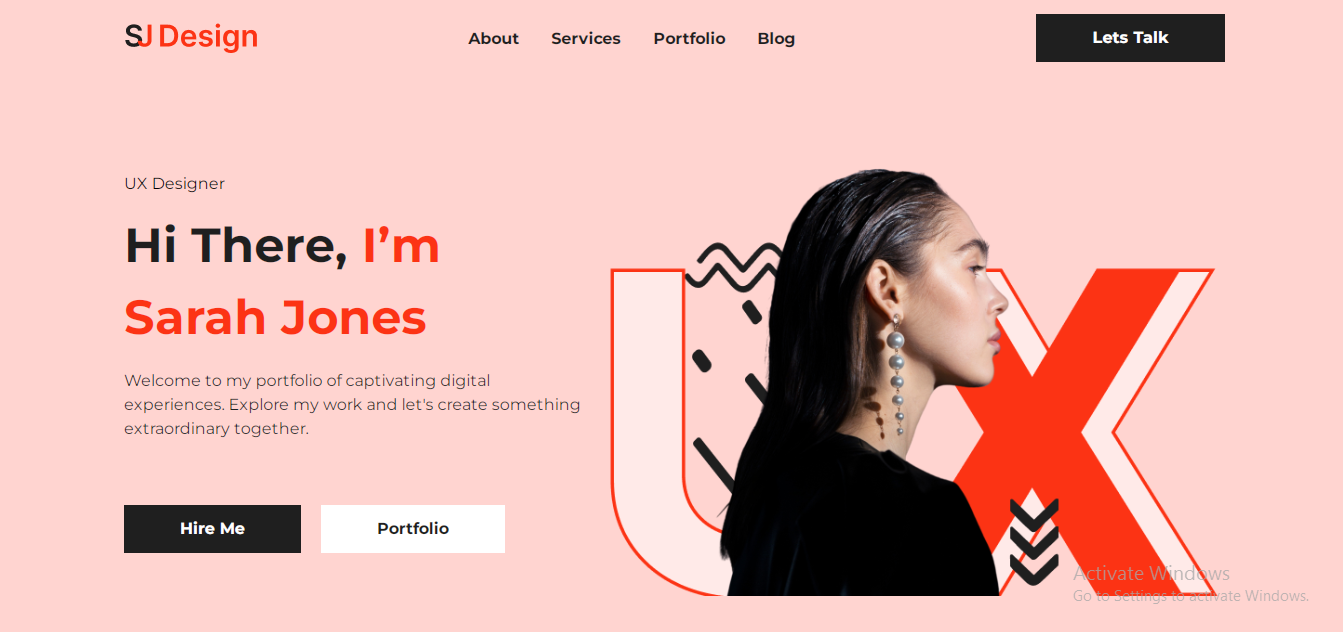 SJ Design
About Services Portfolio Blog
Lets Talk
UX Designer
Hi There, I’m
Sarah Jones
Welcome to my portfolio of captivating digital
experiences. Explore my work and let's create something
extraordinary together.
Hire Me
Portfolio
UX
Activate Windows
Go to Settings to activate Windows.